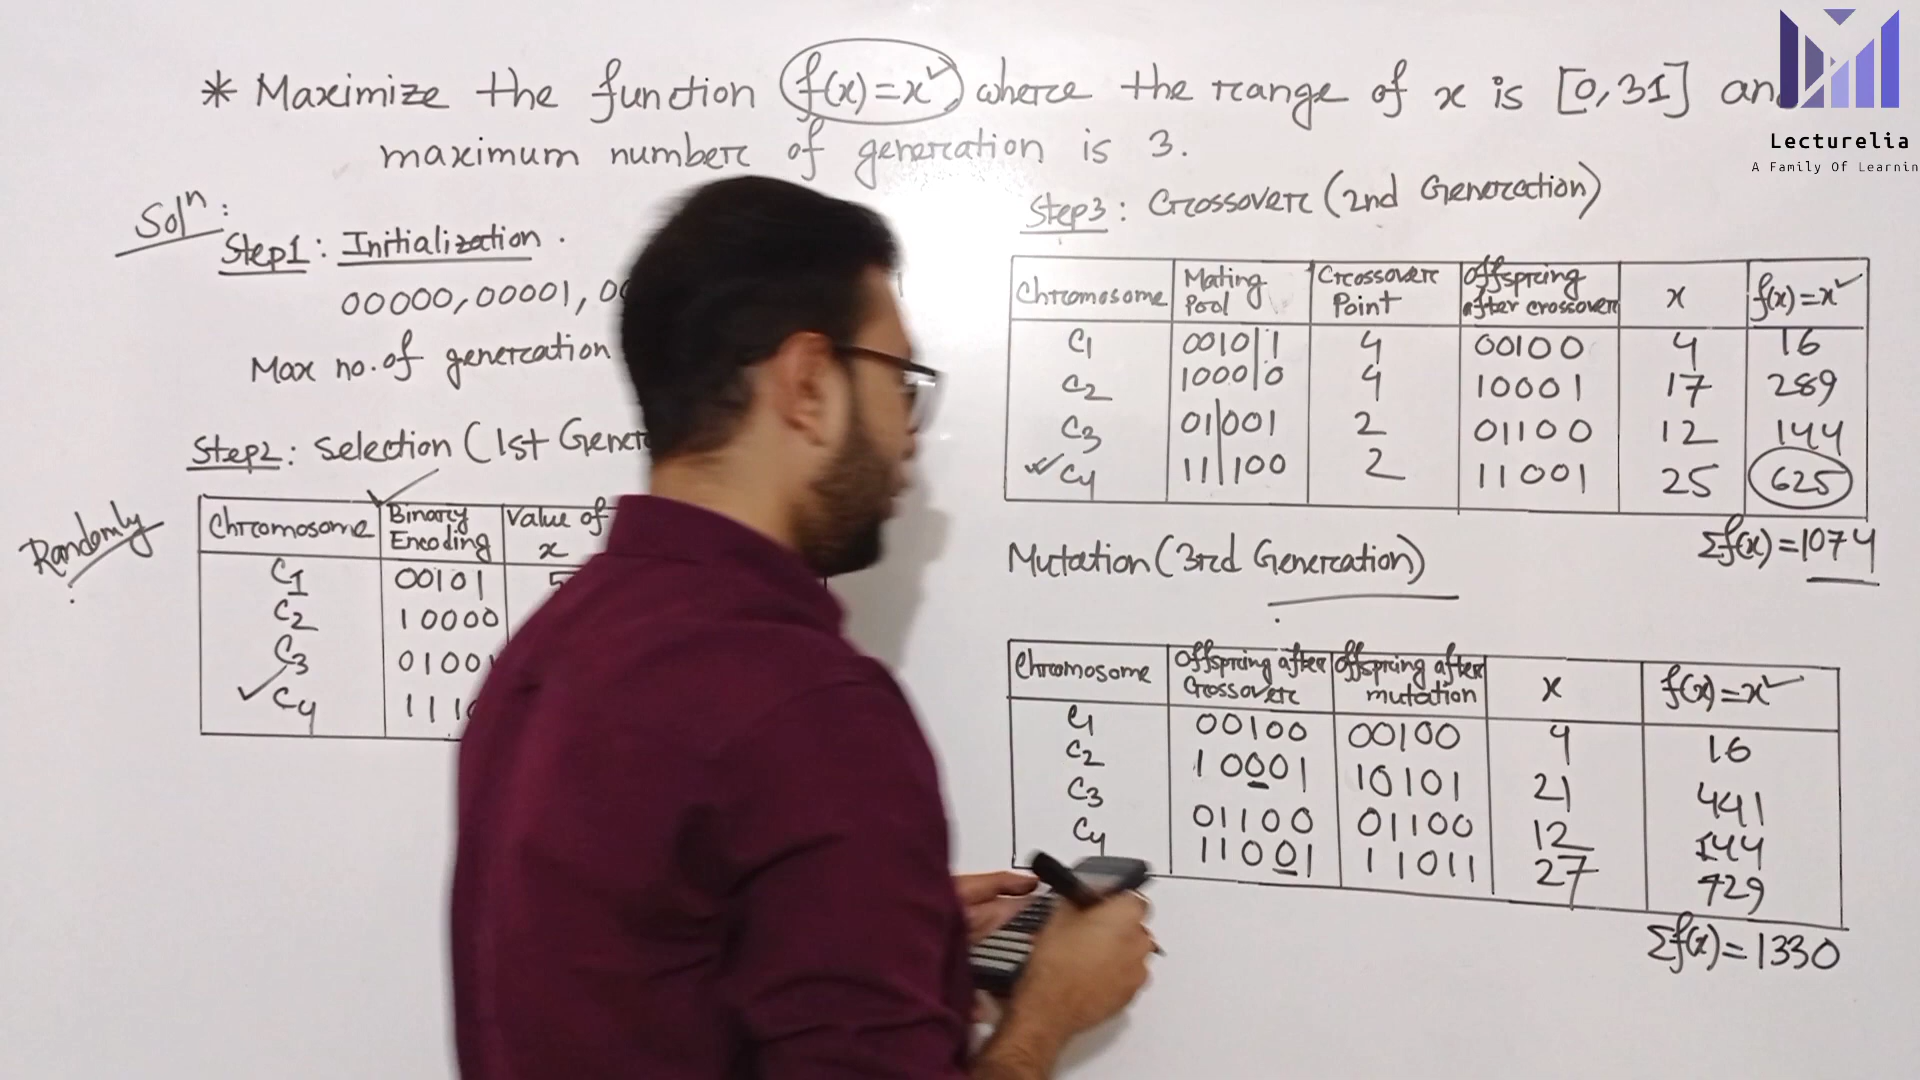 * Maximize the function f(x)=x² where the range of x is [0,31] an
maximum number of generation is 3.
Solⁿ:
Step1: Initialization.
00000, 00001, 00
Max no. of generation
Step2: Selection (1st Gener
Randomly
Chromosome | Binary Encoding | Value of x
C1 | 00101 | 5
C2 | 10000
C3 | 01001
✓ C4 | 111
Step3: Crossover (2nd Generation)
Chromosome | Mating Pool | Crossover Point | Offspring after crossover | x | f(x)=x²
C1 | 0010|1 | 4 | 00100 | 4 | 16
C2 | 1000|0 | 4 | 10001 | 17 | 289
C3 | 01|001 | 2 | 01100 | 12 | 144
✓ C4 | 11|100 | 2 | 11001 | 25 | 625
Σf(x)=1074
Mutation (3rd Generation)
Chromosome | Offspring after Crossover | Offspring after mutation | x | f(x)=x²
C1 | 00100 | 00100 | 4 | 16
C2 | 10001 | 10101 | 21 | 441
C3 | 01100 | 01100 | 12 | 144
C4 | 11001 | 11011 | 27 | 729
Σf(x)=1330
Lecturelia
A Family Of Learnin